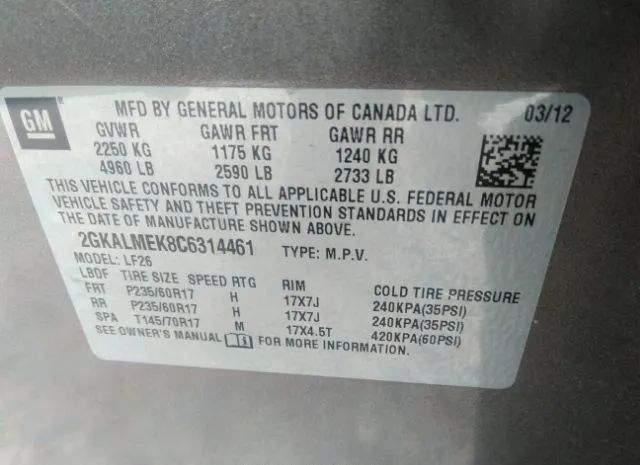 GM
MFD BY GENERAL MOTORS OF CANADA LTD. 03/12
GVWR GAWR FRT GAWR RR
2250 KG 1175 KG 1240 KG
4960 LB 2590 LB 2733 LB
THIS VEHICLE CONFORMS TO ALL APPLICABLE U.S. FEDERAL MOTOR
VEHICLE SAFETY AND THEFT PREVENTION STANDARDS IN EFFECT ON
THE DATE OF MANUFACTURE SHOWN ABOVE.
2GKALMEK8C6314461 TYPE: M.P.V.
MODEL: LF26
LBDF TIRE SIZE SPEED RTG RIM COLD TIRE PRESSURE
FRT P235/60R17 H 17X7J 240KPA(35PSI)
RR P235/60R17 H 17X7J 240KPA(35PSI)
SPA T145/70R17 M 17X4.5T 420KPA(60PSI)
SEE OWNER'S MANUAL FOR MORE INFORMATION.